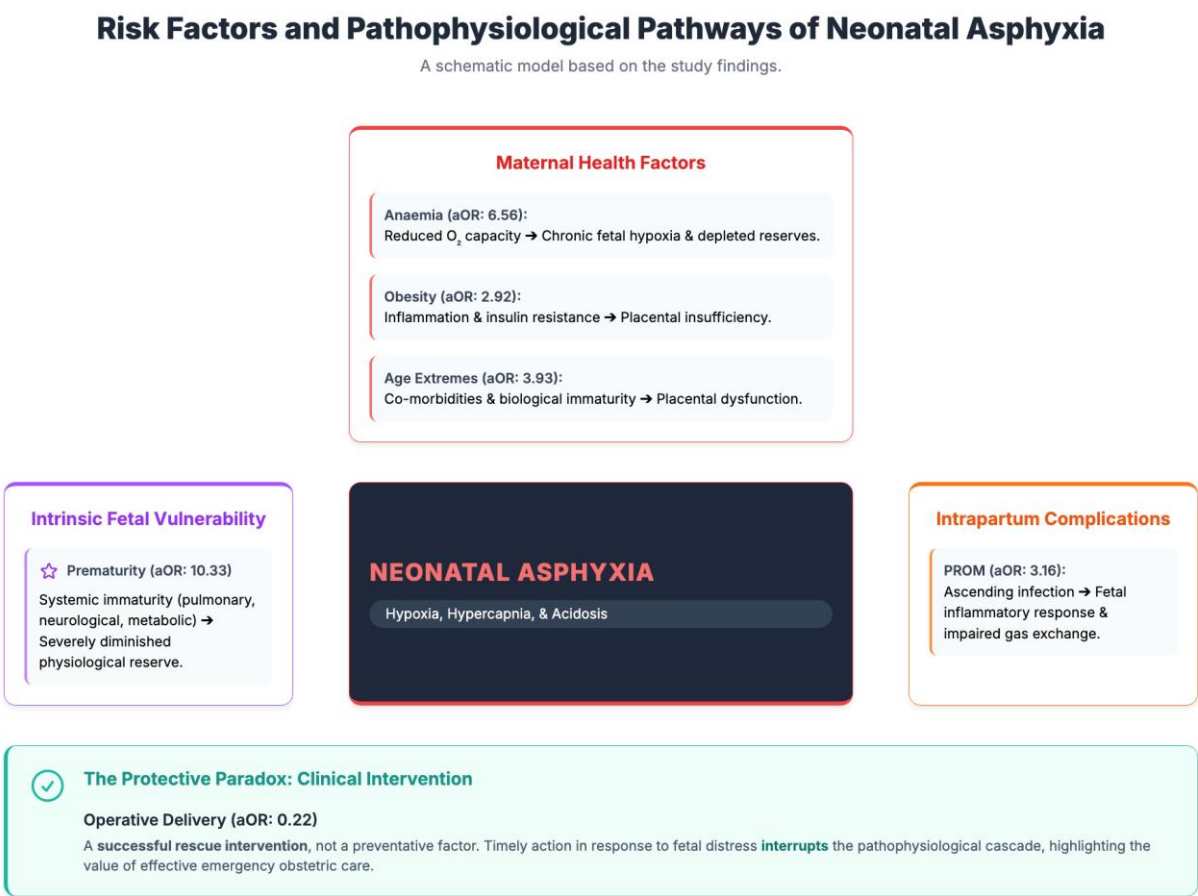 Risk Factors and Pathophysiological Pathways of Neonatal Asphyxia
A schematic model based on the study findings.
Maternal Health Factors
Anaemia (aOR: 6.56):
Reduced O₂ capacity ➔ Chronic fetal hypoxia & depleted reserves.
Obesity (aOR: 2.92):
Inflammation & insulin resistance ➔ Placental insufficiency.
Age Extremes (aOR: 3.93):
Co-morbidities & biological immaturity ➔ Placental dysfunction.
Intrinsic Fetal Vulnerability
Prematurity (aOR: 10.33)
Systemic immaturity (pulmonary,
neurological, metabolic) ➔
Severely diminished
physiological reserve.
NEONATAL ASPHYXIA
Hypoxia, Hypercapnia, & Acidosis
Intrapartum Complications
PROM (aOR: 3.16):
Ascending infection ➔ Fetal
inflammatory response &
impaired gas exchange.
The Protective Paradox: Clinical Intervention
Operative Delivery (aOR: 0.22)
A successful rescue intervention, not a preventative factor. Timely action in response to fetal distress interrupts the pathophysiological cascade, highlighting the
value of effective emergency obstetric care.